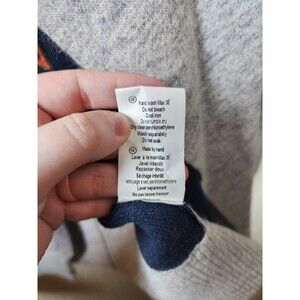 Hand wash Max 30
Do not bleach
Cool iron
Do not tumble dry
Dry clean perchloroethylene
Wash separately
Do not soak
Made by hand
Laver à la main Max 30
Javel interdit
Repasser doux
Séchage interdit
Nettoyage à sec perchloroethylene
Laver separement
Ne pas laisser tremper